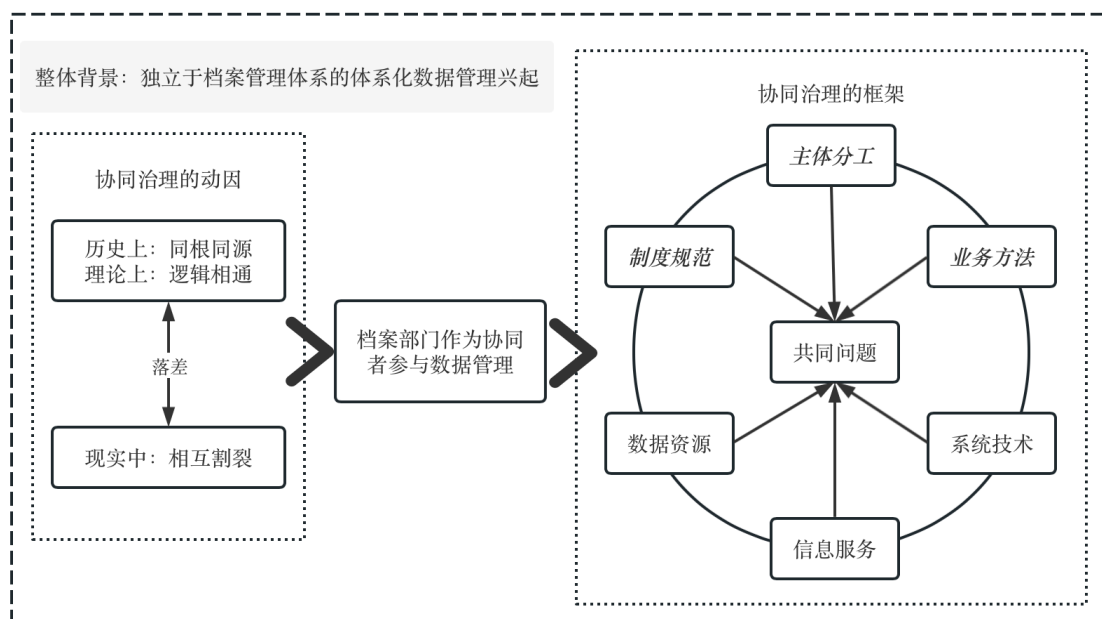 整体背景：独立于档案管理体系的体系化数据管理兴起
协同治理的动因
历史上：同根同源
理论上：逻辑相通
落差
现实中：相互割裂
档案部门作为协同
者参与数据管理
协同治理的框架
主体分工
制度规范
业务方法
共同问题
数据资源
系统技术
信息服务